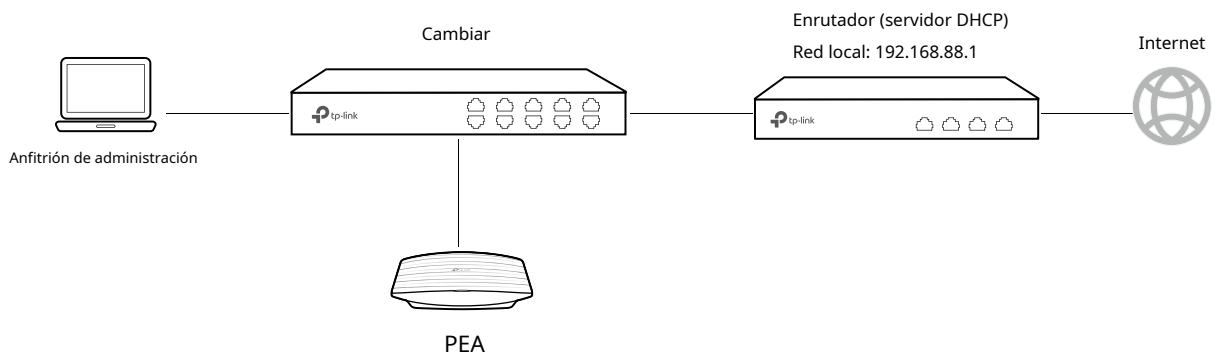 Enrutador (servidor DHCP)
Cambiar
Red local: 192.168.88.1
Internet
tp-link
tp-link
Anfitrión de administración
PEA